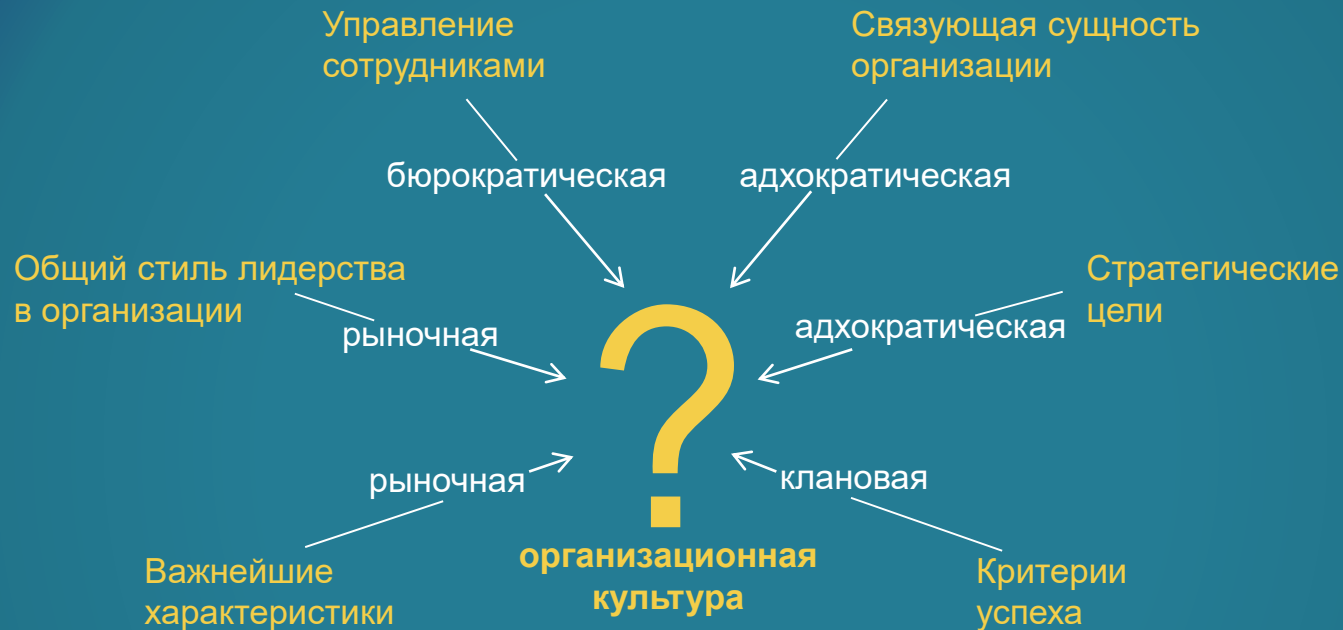 Управление
сотрудниками
Связующая сущность
организации
бюрократическая
адхократическая
Общий стиль лидерства
в организации
Стратегические
цели
рыночная
адхократическая
?
рыночная
клановая
организационная
культура
Важнейшие
характеристики
Критерии
успеха